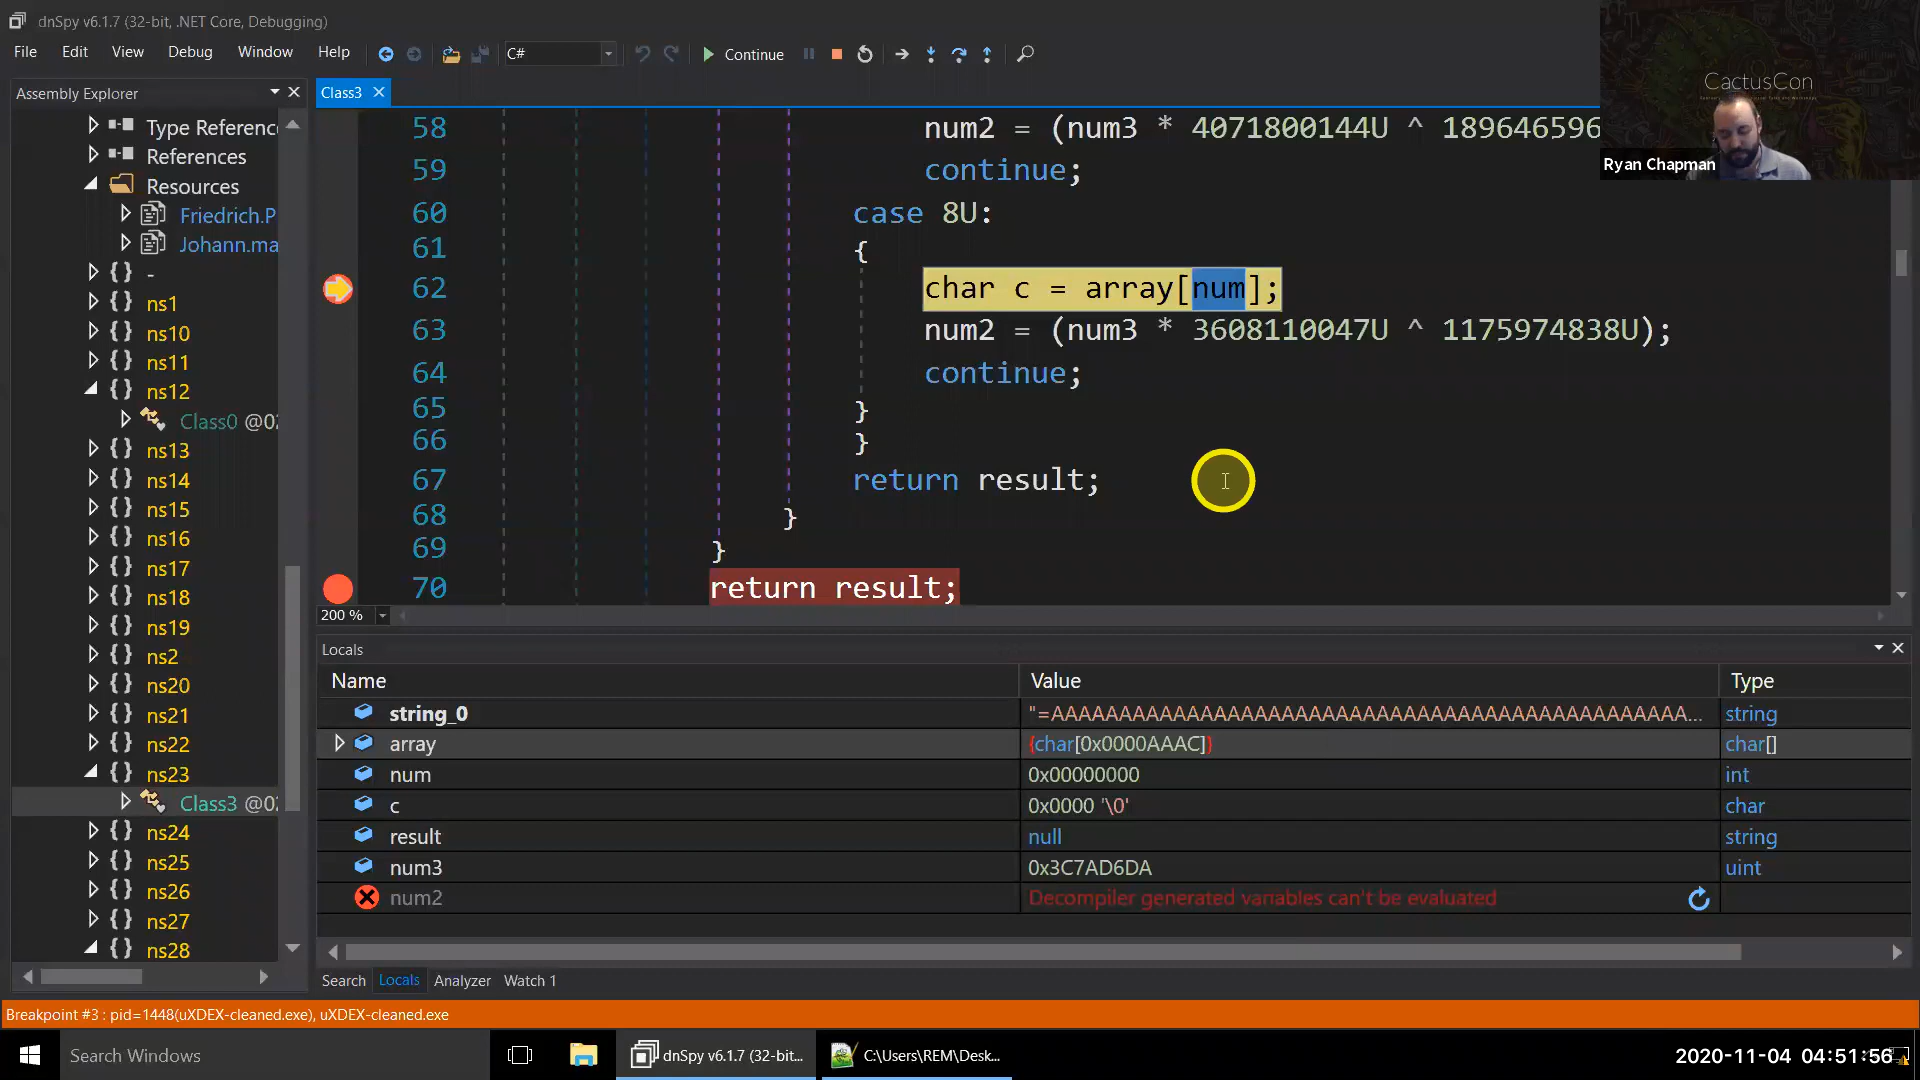 dnSpy v6.1.7 (32-bit, .NET Core, Debugging)
File Edit View Debug Window Help C# Continue
CactusCon
Ryan Chapman
Assembly Explorer
Type Referenc
References
Resources
Friedrich.P
Johann.ma
{} -
{} ns1
{} ns10
{} ns11
{} ns12
Class0 @02
{} ns13
{} ns14
{} ns15
{} ns16
{} ns17
{} ns18
{} ns19
{} ns2
{} ns20
{} ns21
{} ns22
{} ns23
Class3 @02
{} ns24
{} ns25
{} ns26
{} ns27
{} ns28
Class3
58 num2 = (num3 * 4071800144U ^ 189646596
59 continue;
60 case 8U:
61 {
62 char c = array[num];
63 num2 = (num3 * 3608110047U ^ 1175974838U);
64 continue;
65 }
66 }
67 return result;
68 }
69 }
70 return result;
200 %
Locals
Name Value Type
string_0 "=AAAAAAAAAAAAAAAAAAAAAAAAAAAAAAAAAAAAAAAAAAAAAAA... string
array {char[0x0000AAAC]} char[]
num 0x00000000 int
c 0x0000 '\0' char
result null string
num3 0x3C7AD6DA uint
num2 Decompiler generated variables can't be evaluated
Search Locals Analyzer Watch 1
Breakpoint #3 : pid=1448(uXDEX-cleaned.exe), uXDEX-cleaned.exe
Search Windows dnSpy v6.1.7 (32-bit... C:\Users\REM\Desk... 2020-11-04 04:51:56